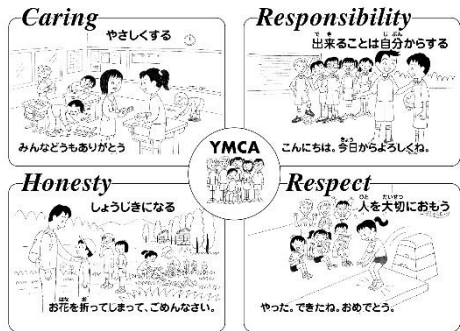 Caring
やさしくする
みんなどうもありがとう
Responsibility
出来ることは自分からする
こんにちは。今日からよろしくね。
YMCA
Honesty
しょうじきになる
お花を折ってしまって、ごめんなさい。
Respect
人を大切におもう
やった。できたね。おめでとう。